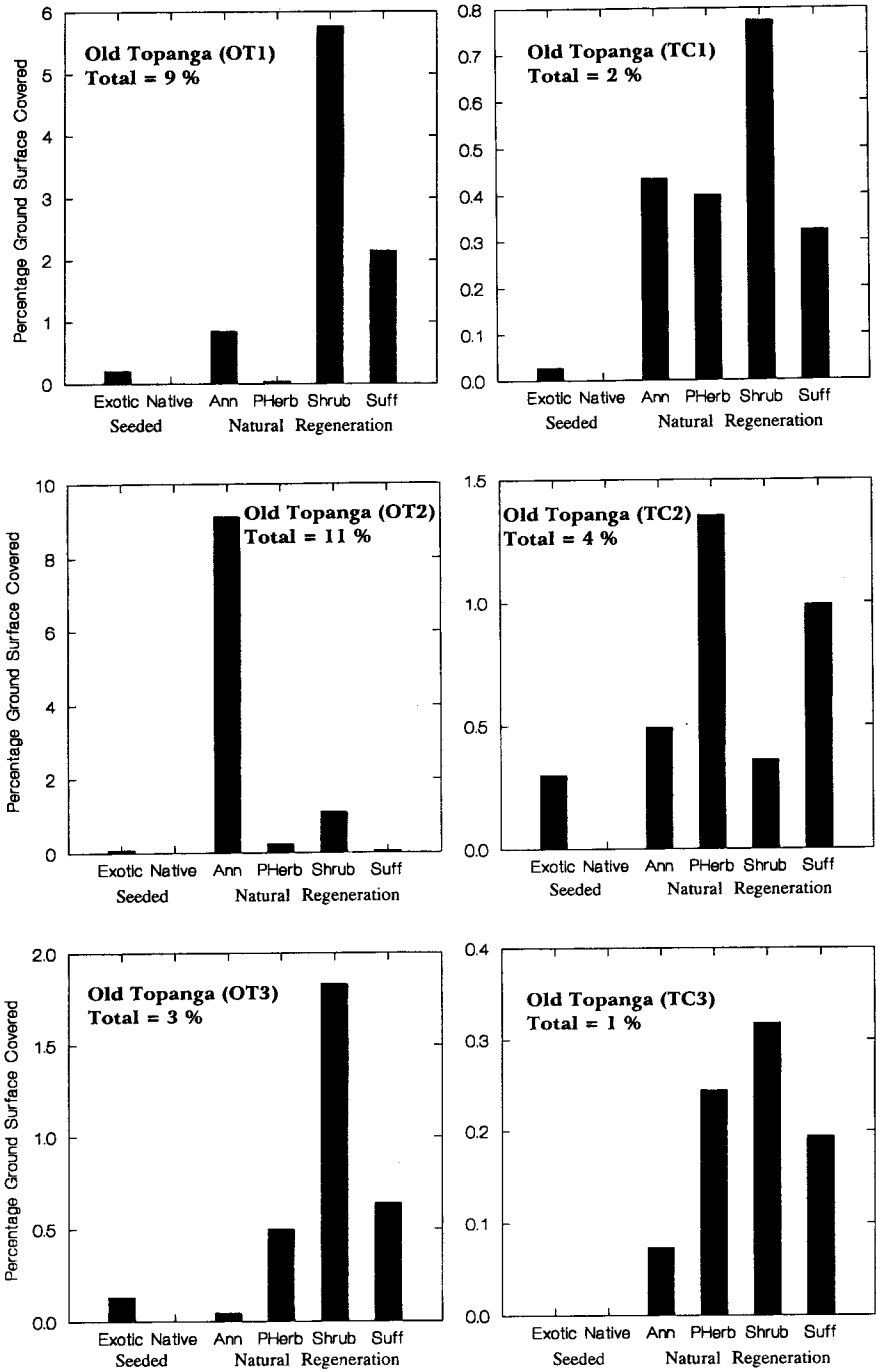 Percentage Ground Surface Covered
6
5
4
3
2
1
0
Old Topanga (OT1)
Total = 9 %
Exotic Native Ann PHerb Shrub Suff
Seeded Natural Regeneration
0.8
0.7
0.6
0.5
0.4
0.3
0.2
0.1
0.0
Old Topanga (TC1)
Total = 2 %
Exotic Native Ann PHerb Shrub Suff
Seeded Natural Regeneration
Percentage Ground Surface Covered
10
8
6
4
2
0
Old Topanga (OT2)
Total = 11 %
Exotic Native Ann PHerb Shrub Suff
Seeded Natural Regeneration
1.5
1.0
0.5
0.0
Old Topanga (TC2)
Total = 4 %
Exotic Native Ann PHerb Shrub Suff
Seeded Natural Regeneration
Percentage Ground Surface Covered
2.0
1.5
1.0
0.5
0.0
Old Topanga (OT3)
Total = 3 %
Exotic Native Ann PHerb Shrub Suff
Seeded Natural Regeneration
0.4
0.3
0.2
0.1
0.0
Old Topanga (TC3)
Total = 1 %
Exotic Native Ann PHerb Shrub Suff
Seeded Natural Regeneration